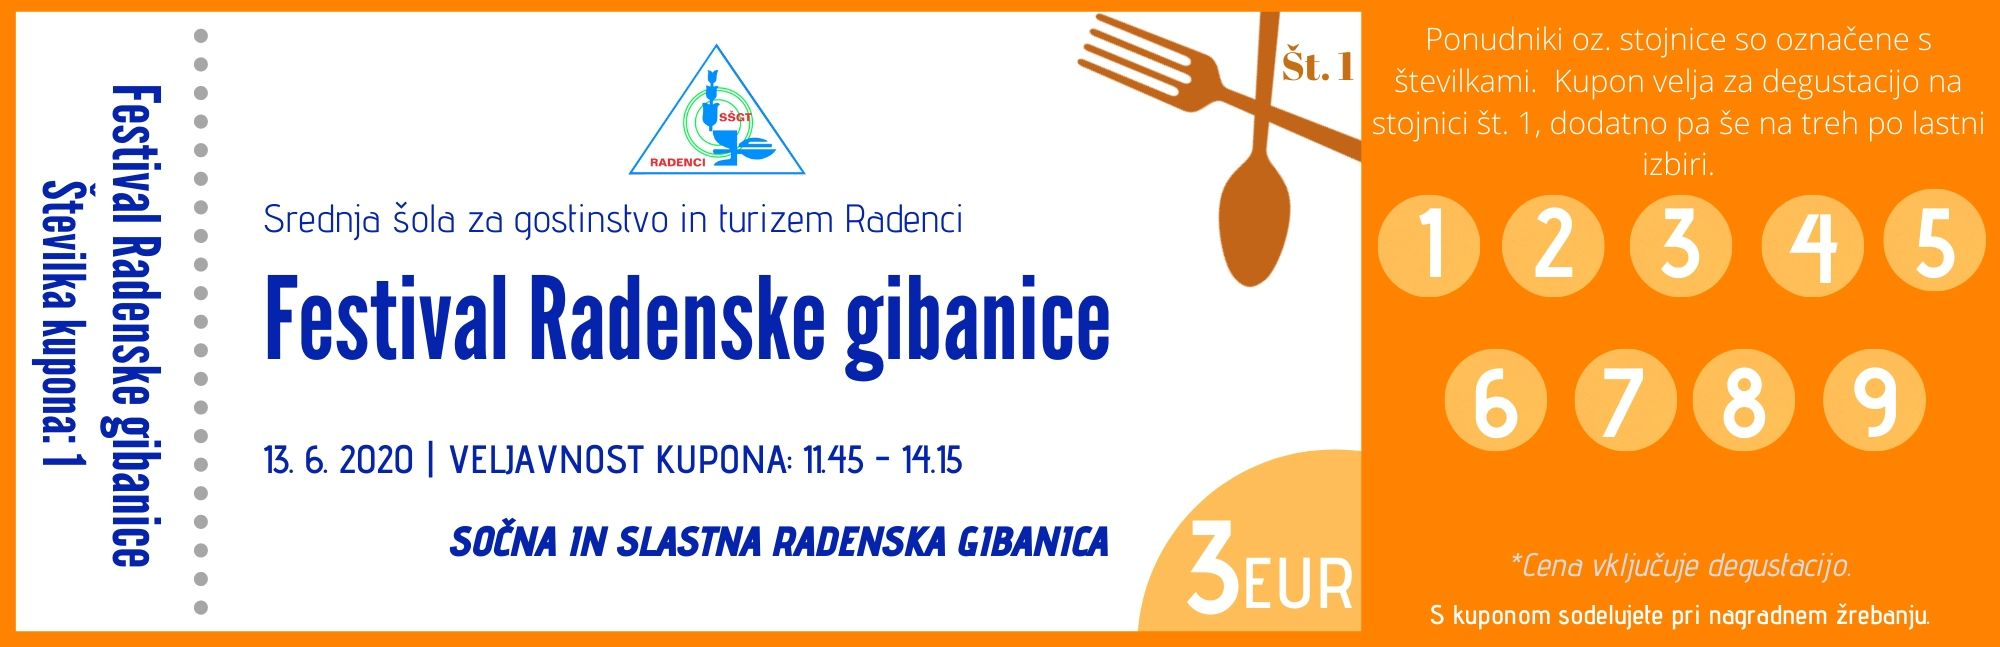 Festival Radenske gibanice
Številka kupona: 1
SŠGT
RADENCI
Št. 1
Srednja šola za gostinstvo in turizem Radenci
Festival Radenske gibanice
13. 6. 2020 | VELJAVNOST KUPONA: 11.45 - 14.15
SOČNA IN SLASTNA RADENSKA GIBANICA
3 EUR
Ponudniki oz. stojnice so označene s
številkami. Kupon velja za degustacijo na
stojnici št. 1, dodatno pa še na treh po lastni
izbiri.
1 2 3 4 5
6 7 8 9
*Cena vključuje degustacijo.
S kuponom sodelujete pri nagradnem žrebanju.